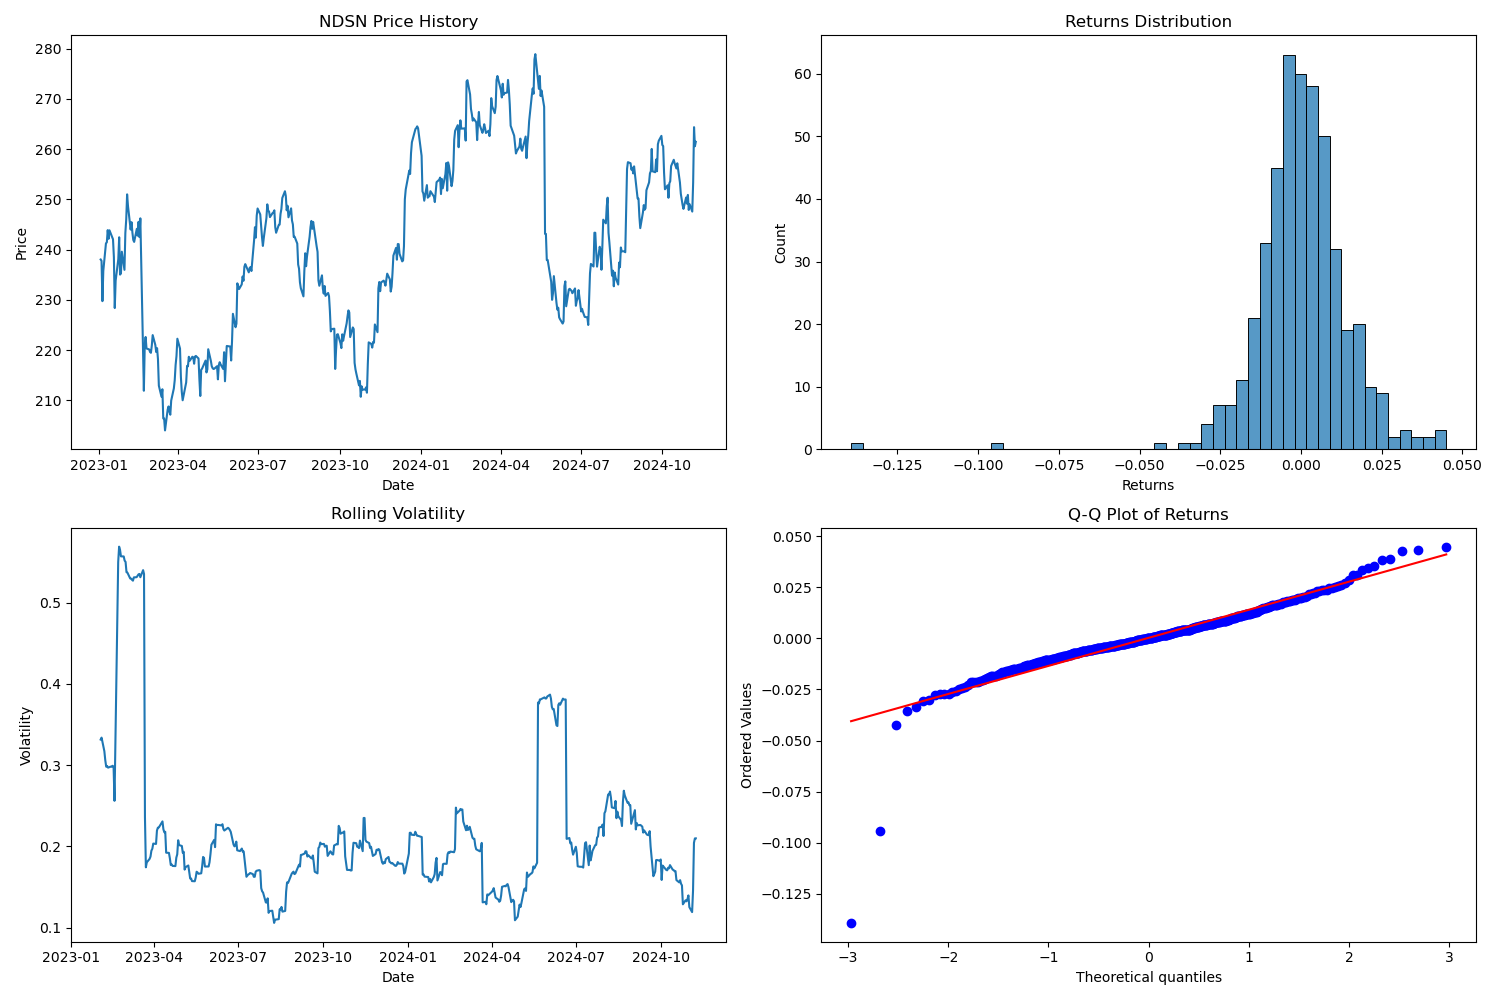 NDSN Price History
Price
280
270
260
250
240
230
220
210
2023-01 2023-04 2023-07 2023-10 2024-01 2024-04 2024-07 2024-10
Date
Returns Distribution
Count
60
50
40
30
20
10
0
−0.125 −0.100 −0.075 −0.050 −0.025 0.000 0.025 0.050
Returns
Rolling Volatility
Volatility
0.5
0.4
0.3
0.2
0.1
2023-01 2023-04 2023-07 2023-10 2024-01 2024-04 2024-07 2024-10
Date
Q-Q Plot of Returns
Ordered Values
0.050
0.025
0.000
−0.025
−0.050
−0.075
−0.100
−0.125
−3 −2 −1 0 1 2 3
Theoretical quantiles